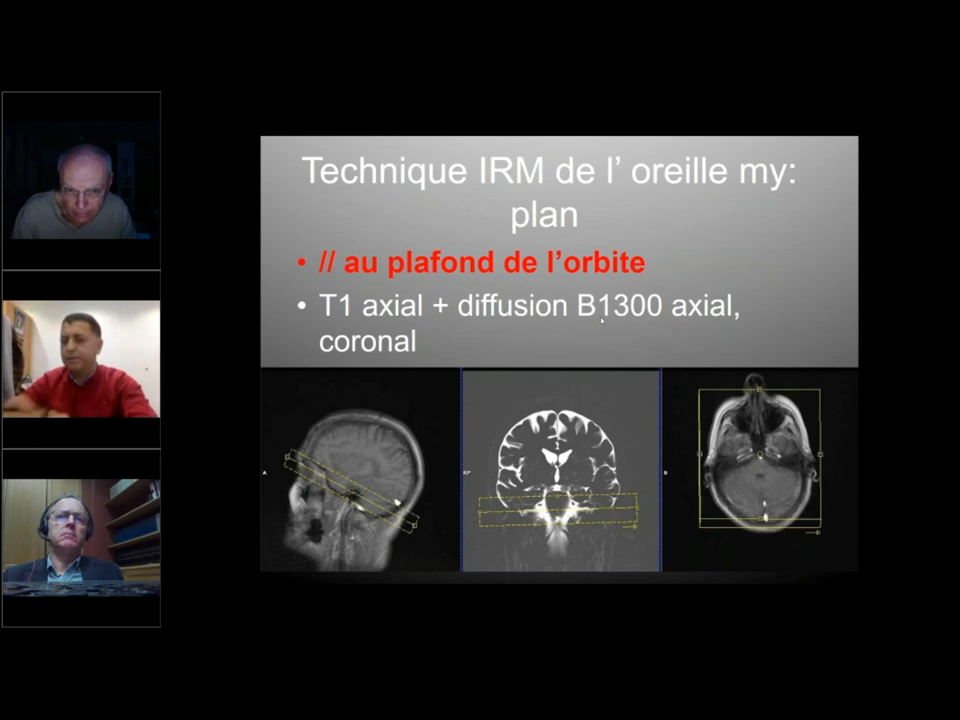 Technique IRM de l’ oreille my:
plan
• // au plafond de l’orbite
• T1 axial + diffusion B1300 axial,
coronal
A